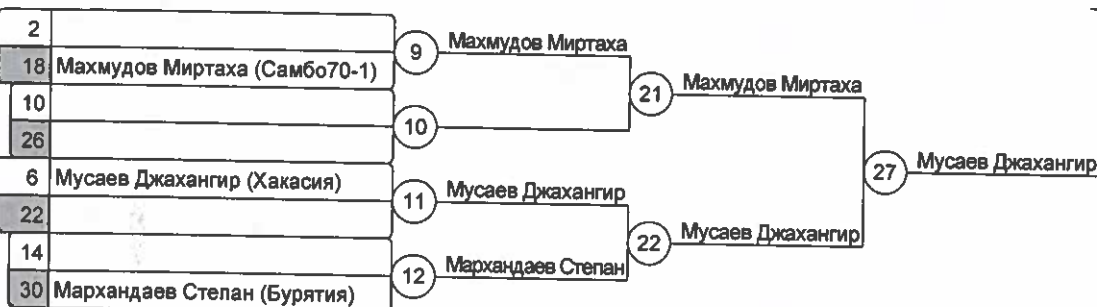 2
9 Махмудов Миртаха
18 Махмудов Миртаха (Самбо70-1)
21 Махмудов Миртаха
10
10
26
27 Мусаев Джахангир
6 Мусаев Джахангир (Хакасия)
11 Мусаев Джахангир
22
22 Мусаев Джахангир
14
12 Мархандаев Степан
30 Мархандаев Степан (Бурятия)